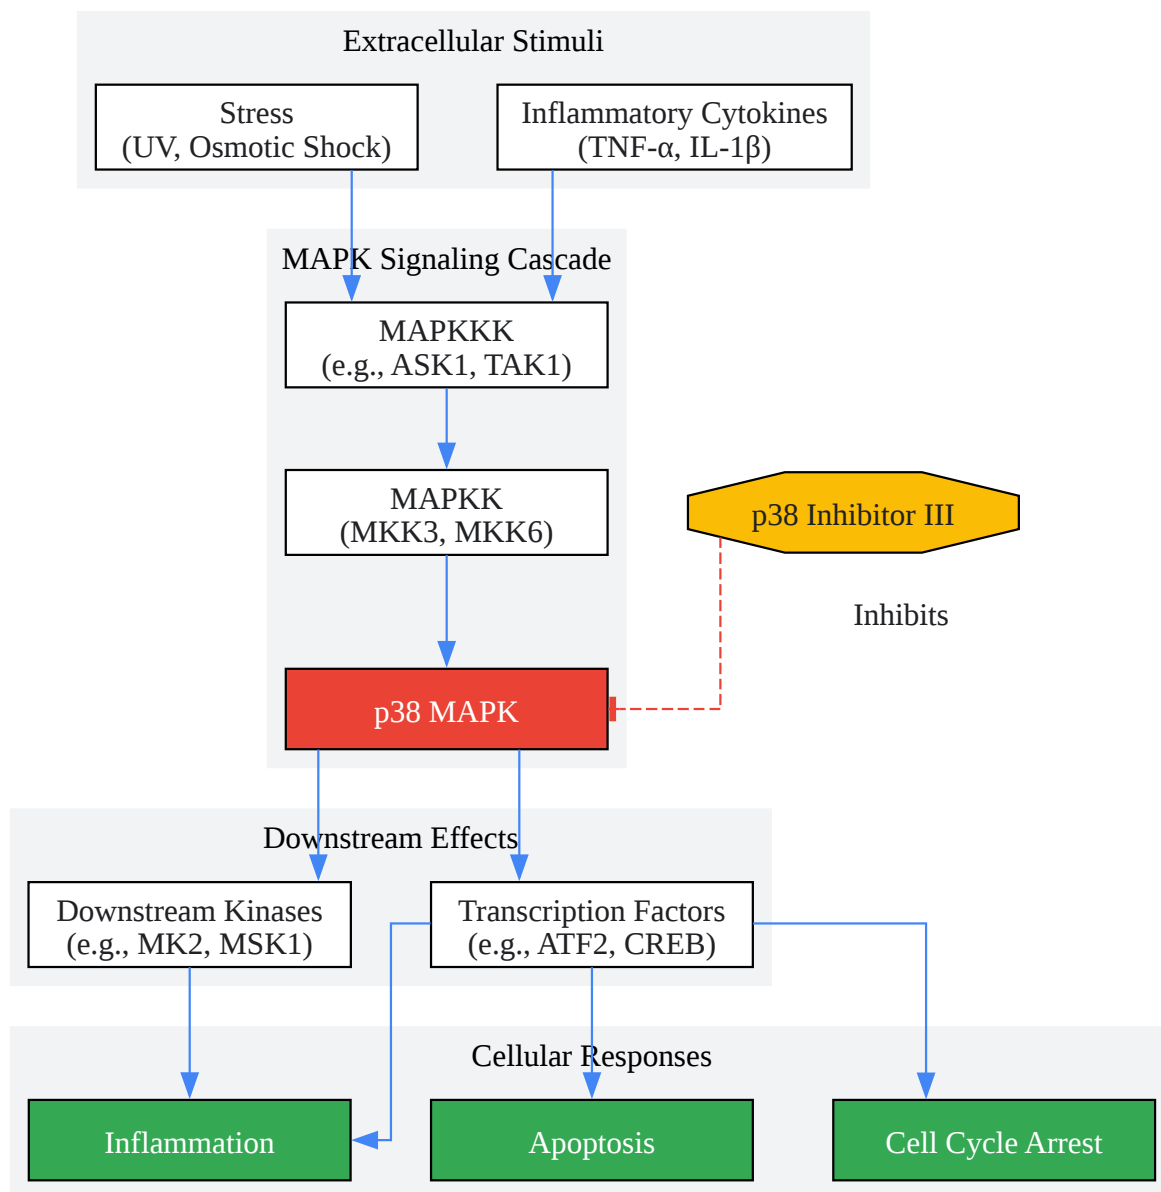 Extracellular Stimuli
Stress
(UV, Osmotic Shock)
Inflammatory Cytokines
(TNF-α, IL-1β)
MAPK Signaling Cascade
MAPKKK
(e.g., ASK1, TAK1)
MAPKK
(MKK3, MKK6)
p38 Inhibitor III
Inhibits
p38 MAPK
Downstream Effects
Downstream Kinases
(e.g., MK2, MSK1)
Transcription Factors
(e.g., ATF2, CREB)
Cellular Responses
Inflammation
Apoptosis
Cell Cycle Arrest